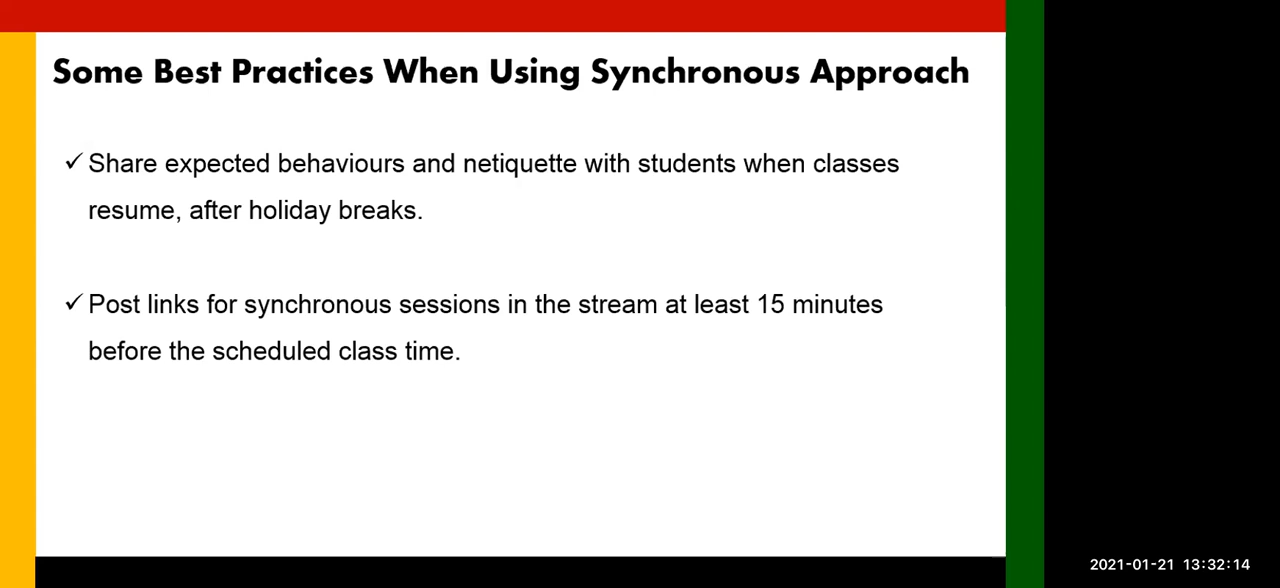 Some Best Practices When Using Synchronous Approach
✓ Share expected behaviours and netiquette with students when classes
resume, after holiday breaks.
✓ Post links for synchronous sessions in the stream at least 15 minutes
before the scheduled class time.
2021-01-21 13:32:14